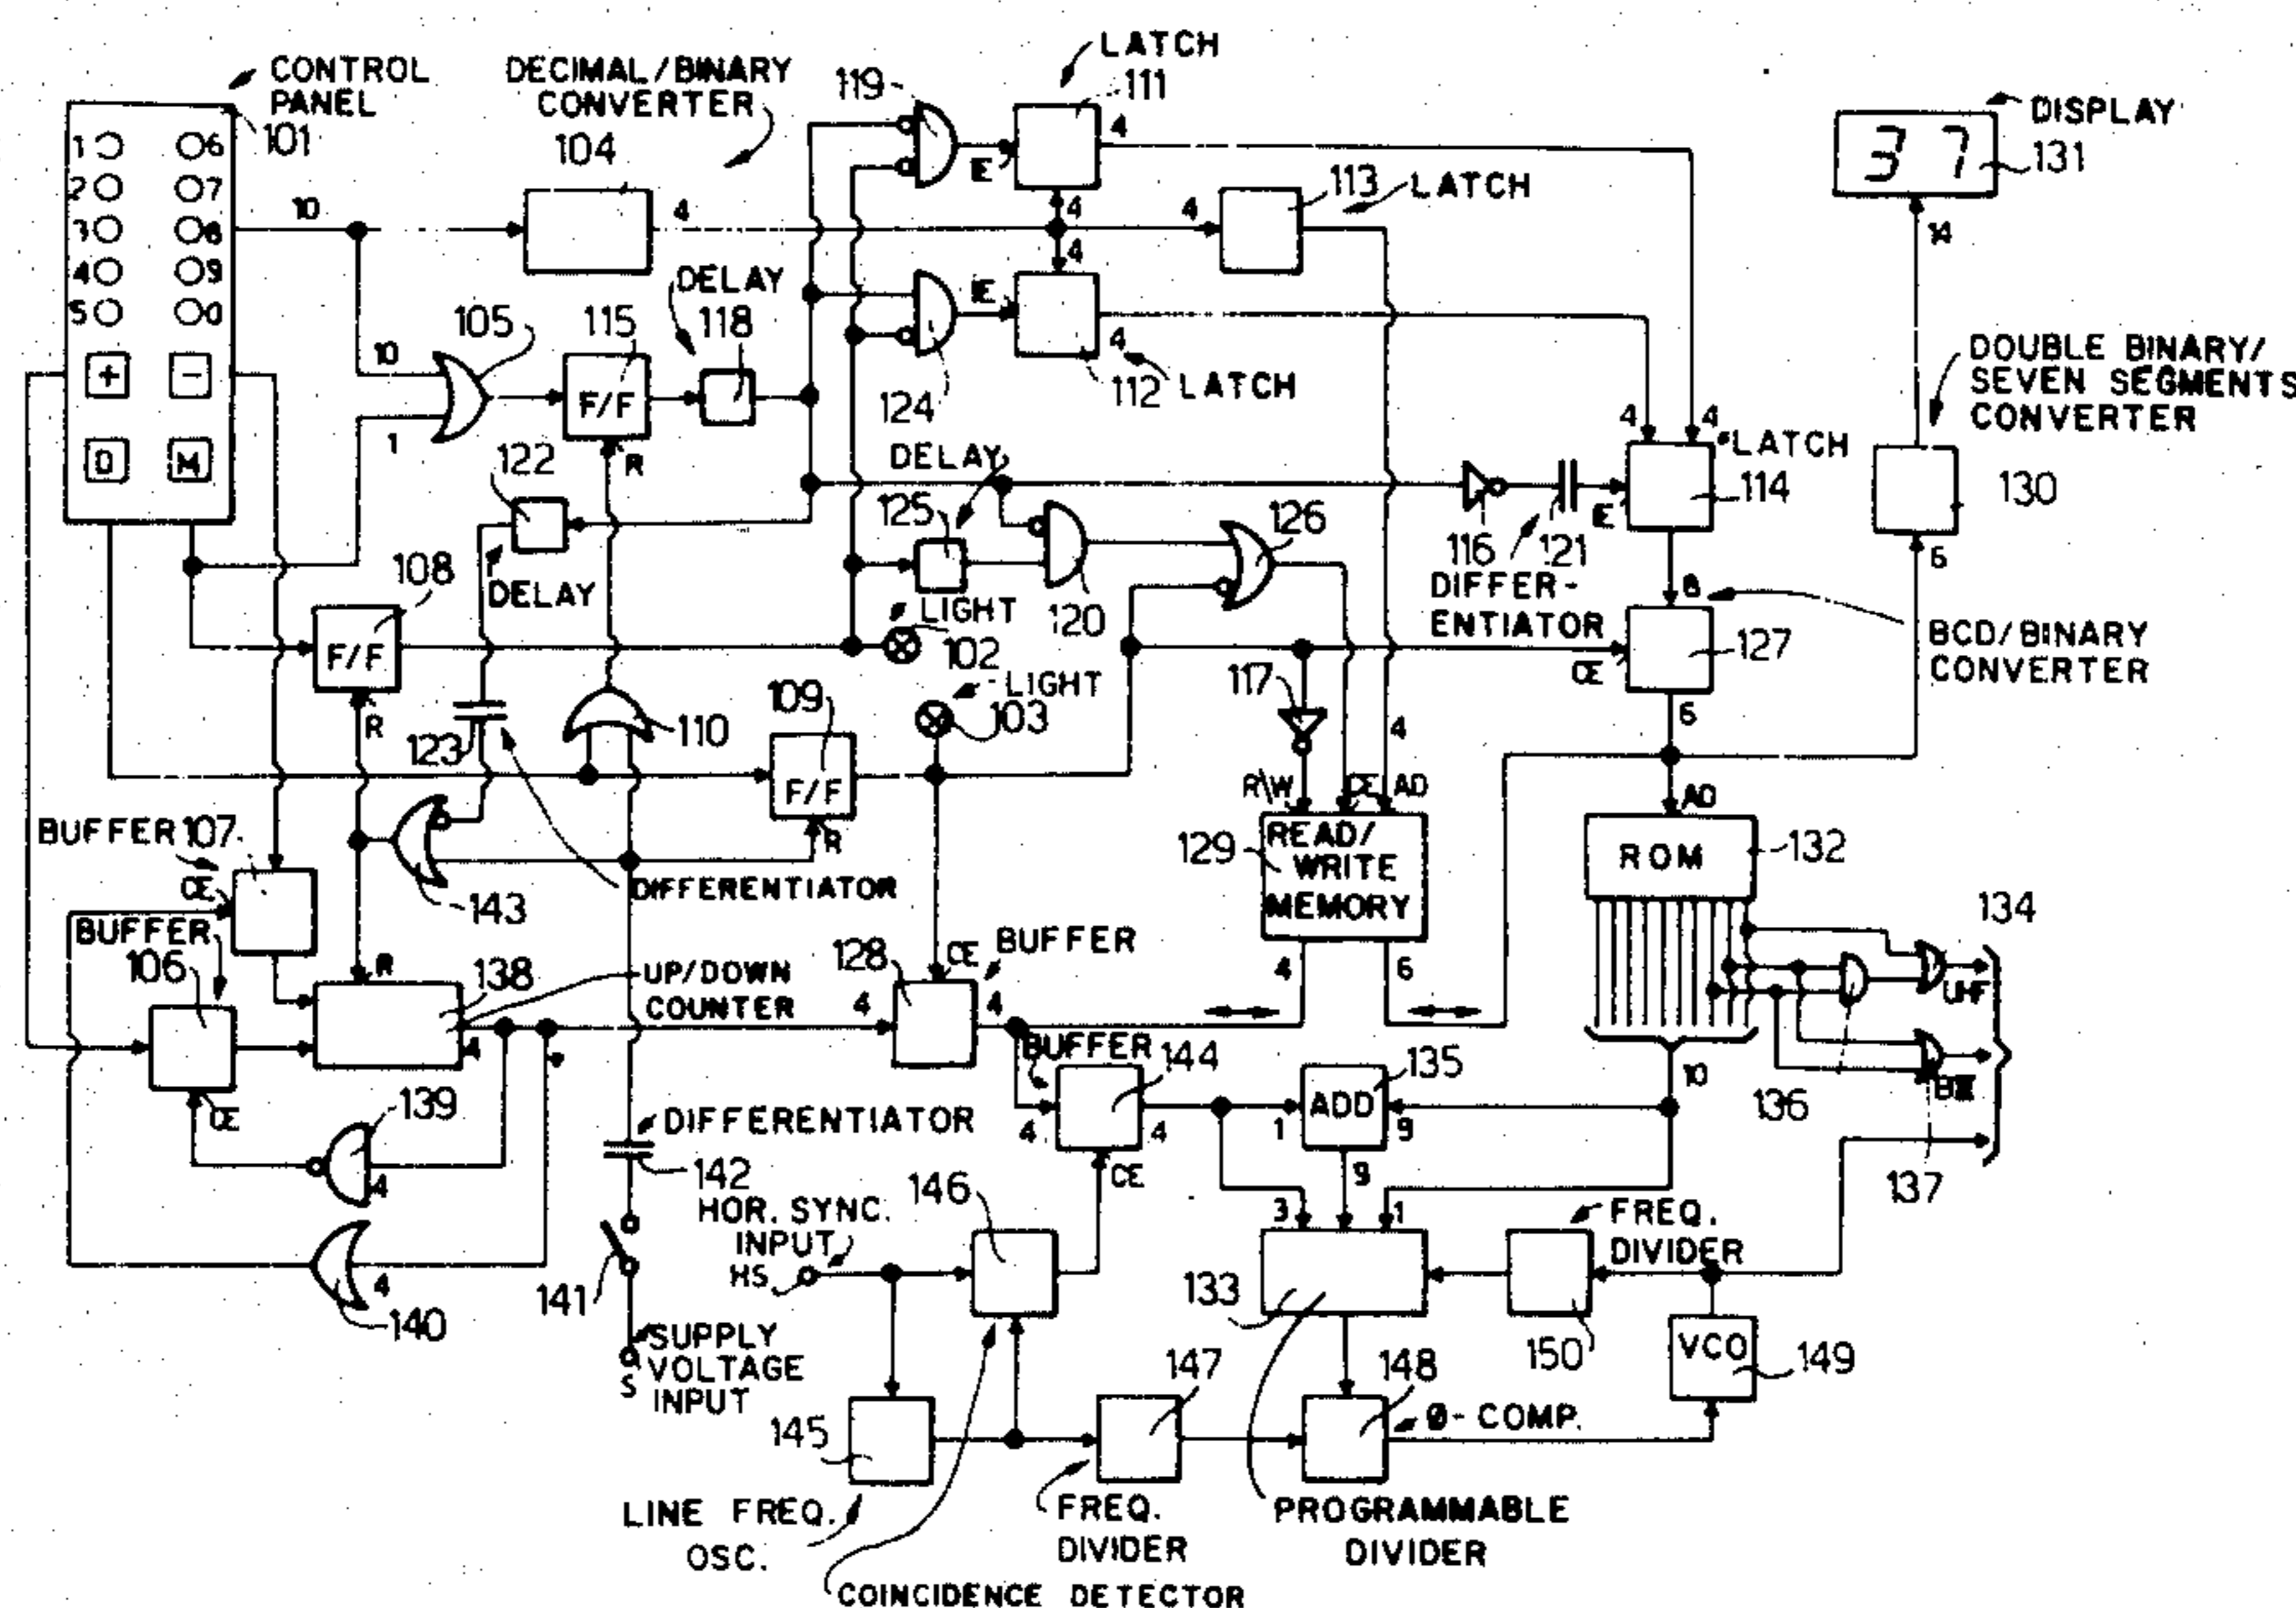 LATCH
111
CONTROL
PANEL
101
DECIMAL/BINARY
CONVERTER
104
119
DISPLAY
131
3 7
1 6
2 7
3 8
4 9
5 0
+ -
D M
10
4
E
4
4
4
4
113
LATCH
14
DELAY
118
E
105
115
F/F
R
10
1
124
4
112
LATCH
DOUBLE BINARY/
SEVEN SEGMENTS
CONVERTER
130
6
4
4
LATCH
114
E
122
DELAY
DELAY
125
120
126
116
121
DIFFER-
ENTIATOR
8
127
CE
BCD/BINARY
CONVERTER
6
108
F/F
R
LIGHT
102
LIGHT
103
117
4
123
110
109
F/F
R
R\W
CE
AD
AD
READ/
WRITE
MEMORY
129
ROM
132
BUFFER 107
CE
143
DIFFERENTIATOR
134
BUFFER
106
CE
R
138
UP/DOWN
COUNTER
4
128
CE
BUFFER
4
4
4
6
UHF
BIII
136
137
10
BUFFER
144
4
4
CE
135
ADD
1
9
9
139
4
140
4
DIFFERENTIATOR
142
HOR. SYNC.
INPUT
HS
146
3
1
133
FREQ.
DIVIDER
150
141
SUPPLY
VOLTAGE
INPUT
S
VCO
149
145
147
148
Ø-COMP.
LINE FREQ.
OSC.
FREQ.
DIVIDER
PROGRAMMABLE
DIVIDER
COINCIDENCE DETECTOR